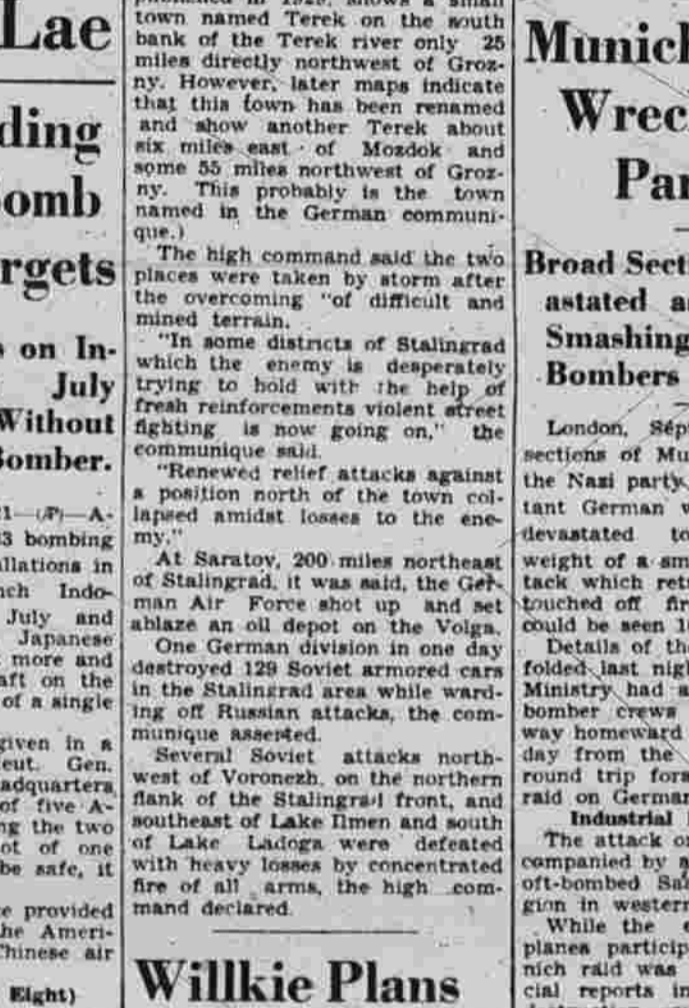 Lae
ding
omb
rgets
s on In-
July
Without
Bomber.
A-
3 bombing
allations in
Indo-
July and
Japanese
more and
aft on the
of a single
given in a
eut. Gen.
adquarters
of five A-
ng the two
ot of one
be safe, it
provided
he Ameri-
Chinese air
Eight)
published in 1929, shows a small
town named Terek on the south
bank of the Terek river only 25
miles directly northwest of Groz-
ny. However, later maps indicate
that this town has been renamed
and show another Terek about
six miles east of Mozdok and
some 55 miles northwest of Groz-
ny. This probably is the town
named in the German communi-
que.)
The high command said the two
places were taken by storm after
the overcoming "of difficult and
mined terrain.
"In some districts of Stalingrad
which the enemy is desperately
trying to hold with the help of
fresh reinforcements violent street
fighting is now going on," the
communique said.
"Renewed relief attacks against
a position north of the town col-
lapsed amidst losses to the ene-
my."
At Saratov, 200 miles northeast
of Stalingrad, it was said, the Ger-
man Air Force shot up and set
ablaze an oil depot on the Volga.
One German division in one day
destroyed 129 Soviet armored cars
in the Stalingrad area while ward-
ing off Russian attacks, the com-
munique asserted.
Several Soviet attacks north-
west of Voronezh, on the northern
flank of the Stalingrad front, and
southeast of Lake Ilmen and south
of Lake Ladoga were defeated
with heavy losses by concentrated
fire of all arms, the high com-
mand declared.
Willkie Plans
Munich
Wrec
Par
Broad Secti
astated a
Smashing
Bombers
London, Sept
sections of Mu
the Nazi party
tant German
devastated to
weight of a sm
tack which ret
touched off fir
could be seen
Details of the
folded last nig
Ministry had a
bomber crews
way homeward
day from the
round trip
raid on German
Industrial
The attack o
companied by
oft-bombed
gion in western
While the
planes particip
nich raid was
cial reports in